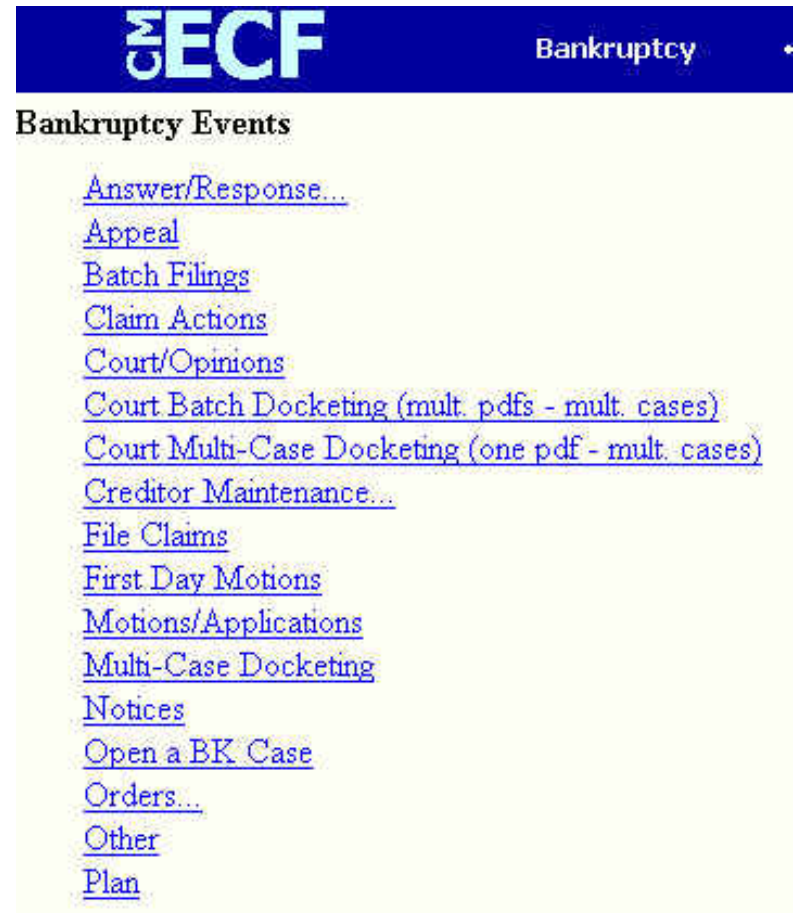 CM ECF Bankruptcy •
Bankruptcy Events
Answer/Response...
Appeal
Batch Filings
Claim Actions
Court/Opinions
Court Batch Docketing (mult. pdfs - mult. cases)
Court Multi-Case Docketing (one pdf - mult. cases)
Creditor Maintenance...
File Claims
First Day Motions
Motions/Applications
Multi-Case Docketing
Notices
Open a BK Case
Orders...
Other
Plan